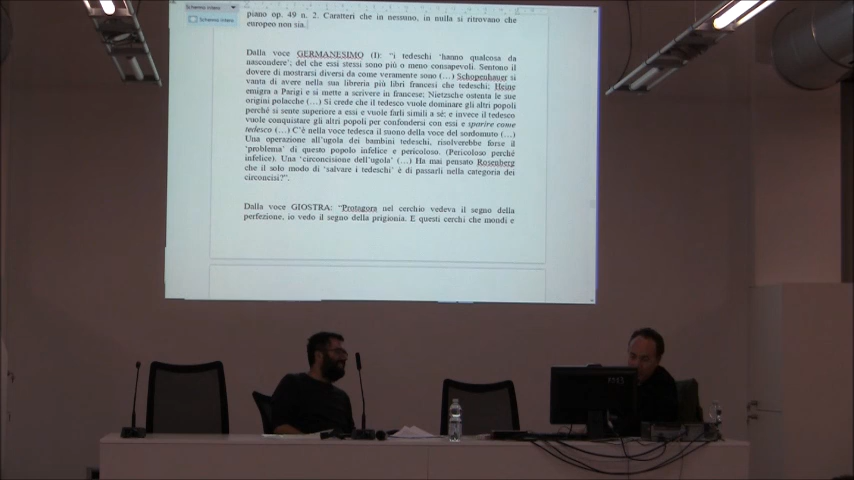 Schermo intero
Schermo intero
piano op. 49 n. 2. Caratteri che in nessuno, in nulla si ritrovano che
europeo non sia.
Dalla voce GERMANESIMO (I): "i tedeschi 'hanno qualcosa da
nascondere'; del che essi stessi sono più o meno consapevoli. Sentono il
dovere di mostrarsi diversi da come veramente sono (…) Schopenhauer si
vanta di avere nella sua libreria più libri francesi che tedeschi; Heine
emigra a Parigi e si mette a scrivere in francese; Nietzsche ostenta le sue
origini polacche (…) Si crede che il tedesco vuole dominare gli altri popoli
perché si sente superiore a essi e vuole farli simili a sé; e invece il tedesco
vuole conquistare gli altri popoli per confondersi con essi e sparire come
tedesco (…) C'è nella voce tedesca il suono della voce del sordomuto (…)
Una operazione all'ugola dei bambini tedeschi, risolverebbe forse il
'problema' di questo popolo infelice e pericoloso. (Pericoloso perché
infelice). Una 'circoncisione dell'ugola' (…) Ha mai pensato Rosenberg
che il solo modo di 'salvare i tedeschi' è di passarli nella categoria dei
circoncisi?".
Dalla voce GIOSTRA: "Protagora nel cerchio vedeva il segno della
perfezione, io vedo il segno della prigionia. E questi cerchi che mondi e